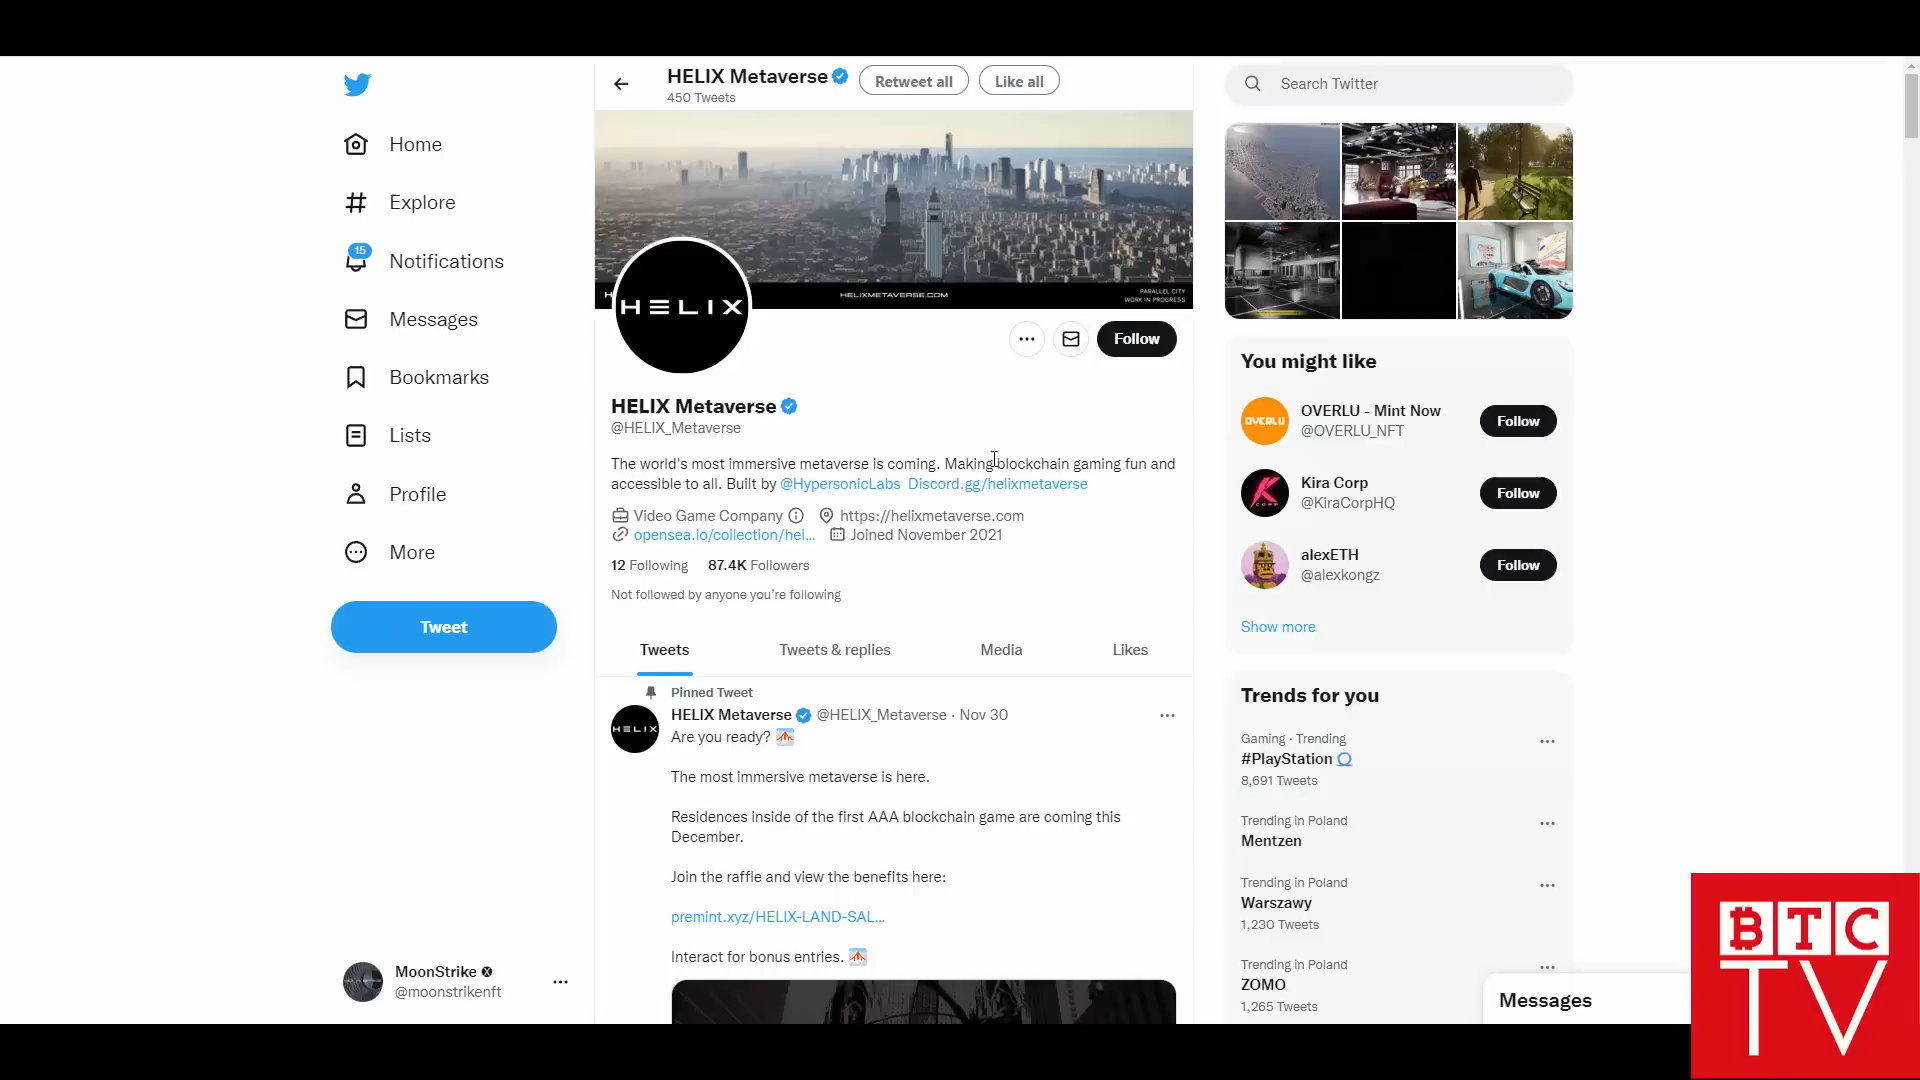 HELIX Metaverse
450 Tweets
Retweet all
Like all
Search Twitter
Home
Explore
15
Notifications
Messages
Bookmarks
Lists
Profile
More
Tweet
MoonStrike
@moonstrikenft
HELIXMETAVERSE.COM
PARALLEL CITY
WORK IN PROGRESS
HELIX
Follow
HELIX Metaverse
@HELIX_Metaverse
The world's most immersive metaverse is coming. Making blockchain gaming fun and
accessible to all. Built by @HypersonicLabs Discord.gg/helixmetaverse
Video Game Company https://helixmetaverse.com
opensea.io/collection/hel... Joined November 2021
12 Following 87.4K Followers
Not followed by anyone you're following
Tweets
Tweets & replies
Media
Likes
Pinned Tweet
HELIX
HELIX Metaverse @HELIX_Metaverse · Nov 30
Are you ready?
The most immersive metaverse is here.
Residences inside of the first AAA blockchain game are coming this
December.
Join the raffle and view the benefits here:
premint.xyz/HELIX-LAND-SAL...
Interact for bonus entries.
You might like
OVERLU
OVERLU - Mint Now
@OVERLU_NFT
Follow
Kira Corp
@KiraCorpHQ
Follow
alexETH
@alexkongz
Follow
Show more
Trends for you
Gaming · Trending
#PlayStation
8,691 Tweets
Trending in Poland
Mentzen
Trending in Poland
Warszawy
1,230 Tweets
Trending in Poland
ZOMO
1,265 Tweets
Messages
BTC
TV